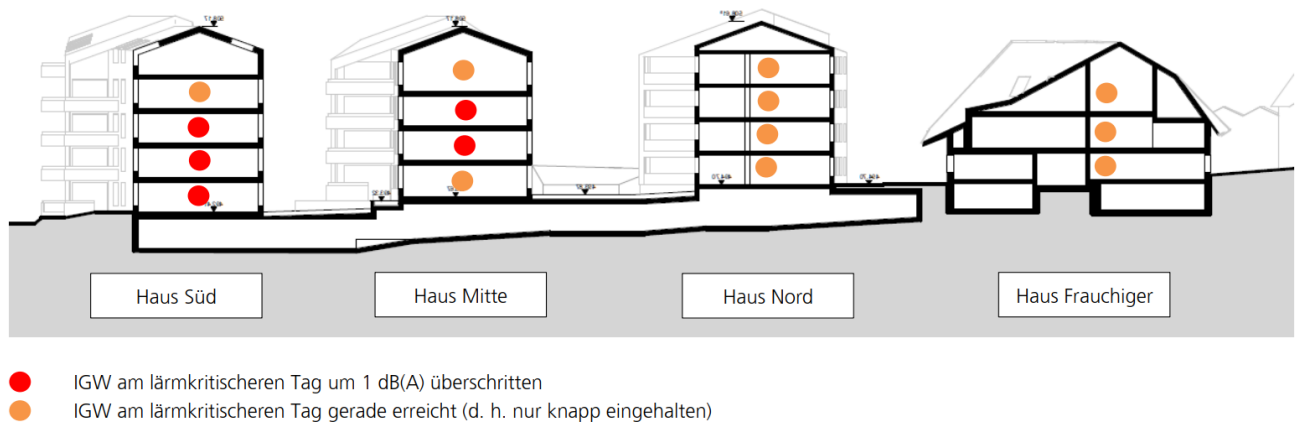 Haus Süd
Haus Mitte
Haus Nord
Haus Frauchiger
IGW am lärmkritischeren Tag um 1 dB(A) überschritten
IGW am lärmkritischeren Tag gerade erreicht (d. h. nur knapp eingehalten)